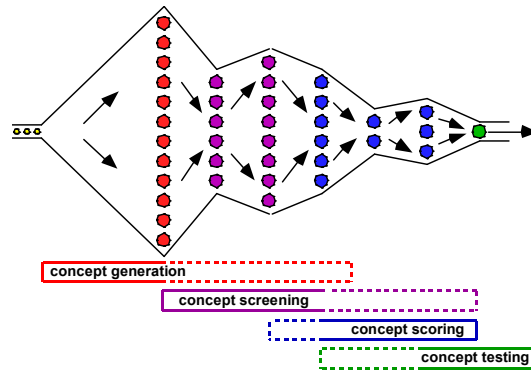 concept generation
concept screening
concept scoring
concept testing